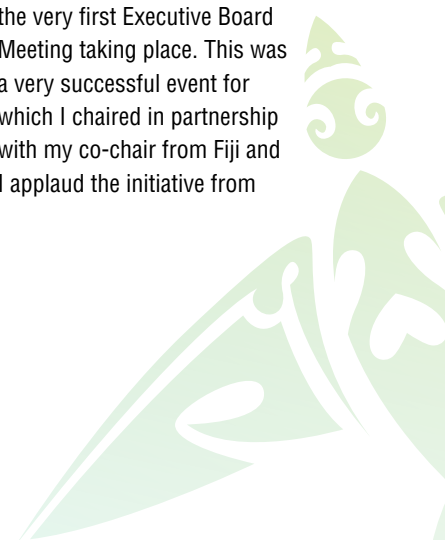 the very first Executive Board
Meeting taking place. This was
a very successful event for
which I chaired in partnership
with my co-chair from Fiji and
I applaud the initiative from